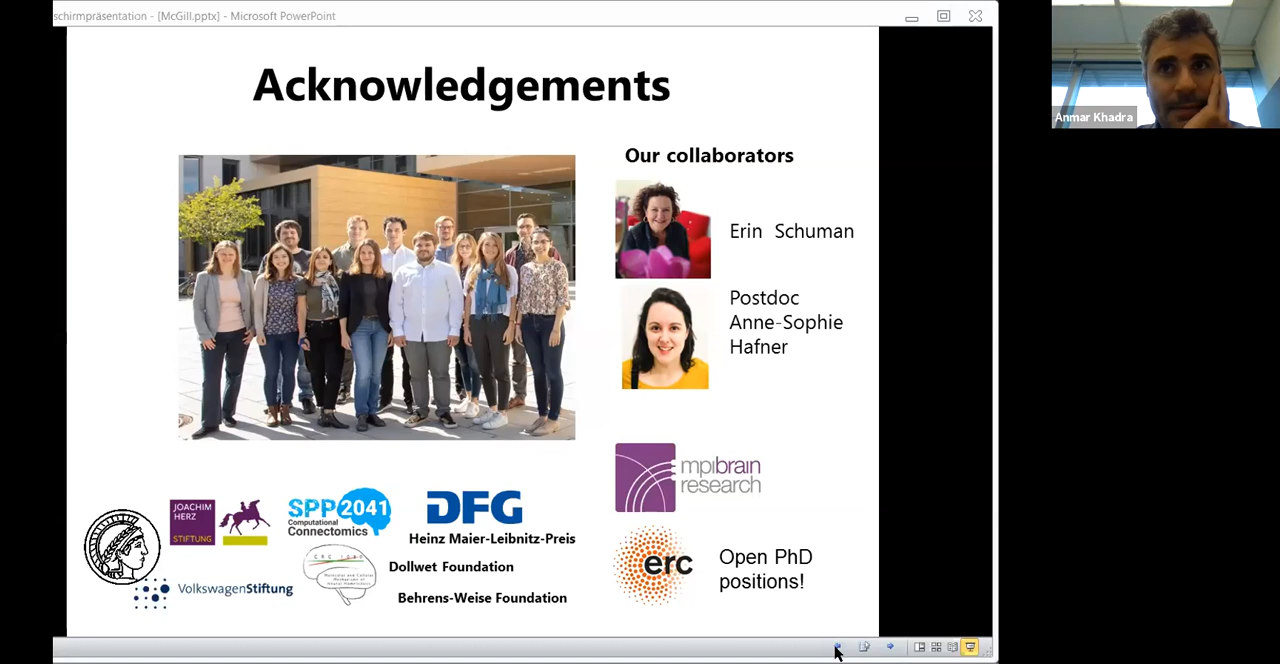 schirmpräsentation - [McGill.pptx] - Microsoft PowerPoint
Anmar Khadra
Acknowledgements
Our collaborators
Erin Schuman
Postdoc
Anne-Sophie
Hafner
mpibrain
research
JOACHIM
HERZ
STIFTUNG
SPP 2041
Computational
Connectomics
DFG
Heinz Maier-Leibnitz-Preis
Dollwet Foundation
Behrens-Weise Foundation
VolkswagenStiftung
erc
Open PhD
positions!